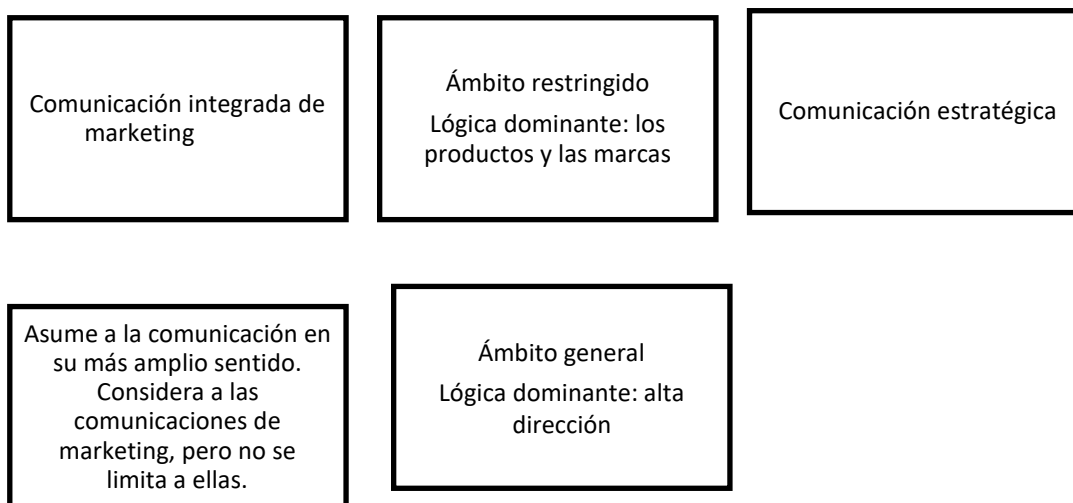 Comunicación integrada de
marketing
Ámbito restringido
Lógica dominante: los
productos y las marcas
Comunicación estratégica
Asume a la comunicación en
su más amplio sentido.
Considera a las
comunicaciones de
marketing, pero no se
limita a ellas.
Ámbito general
Lógica dominante: alta
dirección